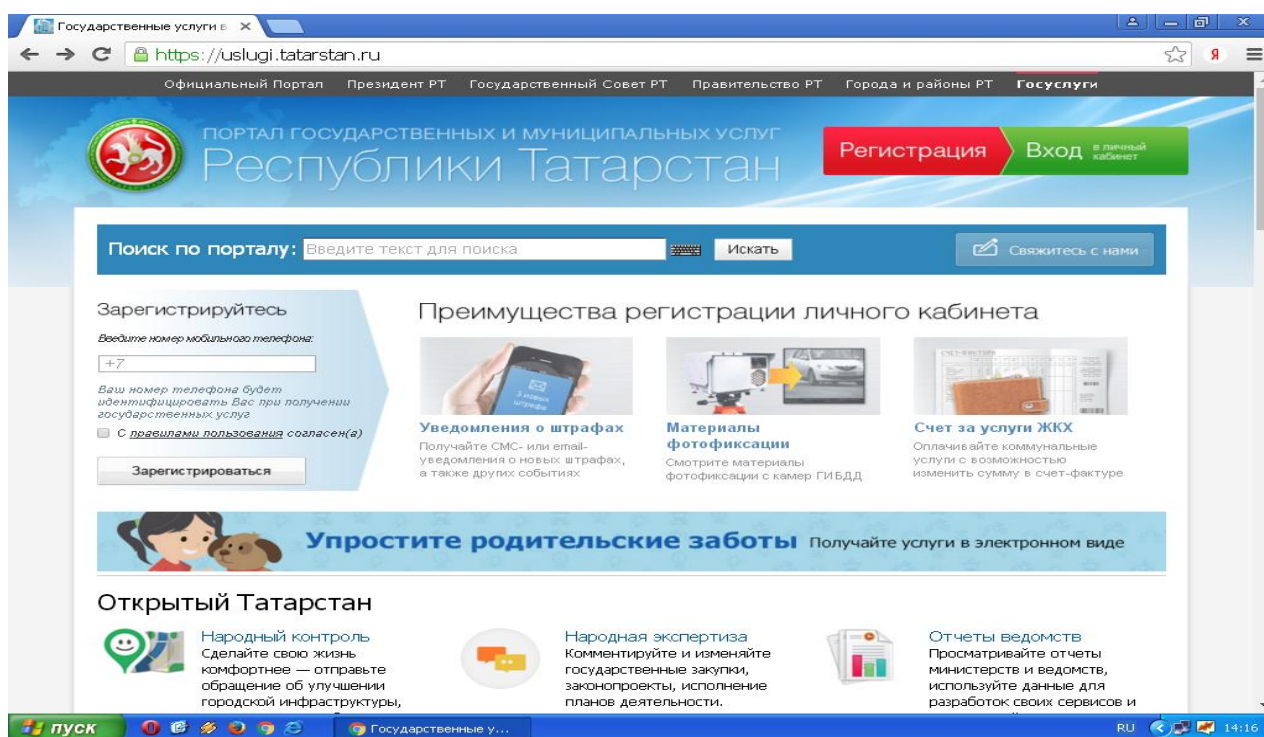 Государственные услуги в
https://uslugi.tatarstan.ru
Я
Официальный Портал Президент РТ Государственный Совет РТ Правительство РТ Города и районы РТ Госуслуги
ПОРТАЛ ГОСУДАРСТВЕННЫХ И МУНИЦИПАЛЬНЫХ УСЛУГ
Республики Татарстан
Регистрация Вход в личный кабинет
Поиск по порталу: Введите текст для поиска Искать Свяжитесь с нами
Зарегистрируйтесь
Введите номер мобильного телефона:
+7
Ваш номер телефона будет
идентифицировать Вас при получении
государственных услуг
С правилами пользования согласен(а)
Зарегистрироваться
Преимущества регистрации личного кабинета
3 новых
штрафа
Уведомления о штрафах
Получайте СМС- или email-
уведомления о новых штрафах,
а также других событиях
Материалы
фотофиксации
Смотрите материалы
фотофиксации с камер ГИБДД
СЧЕТ-ФАКТУРА
Счет за услуги ЖКХ
Оплачивайте коммунальные
услуги с возможностью
изменить сумму в счет-фактуре
Упростите родительские заботы Получайте услуги в электронном виде
Открытый Татарстан
Народный контроль
Сделайте свою жизнь
комфортнее — отправьте
обращение об улучшении
городской инфраструктуры,
Народная экспертиза
Комментируйте и изменяйте
государственные закупки,
законопроекты, исполнение
планов деятельности.
Отчеты ведомств
Просматривайте отчеты
министерств и ведомств,
используйте данные для
разработок своих сервисов и
пуск Государственные у... RU 14:16